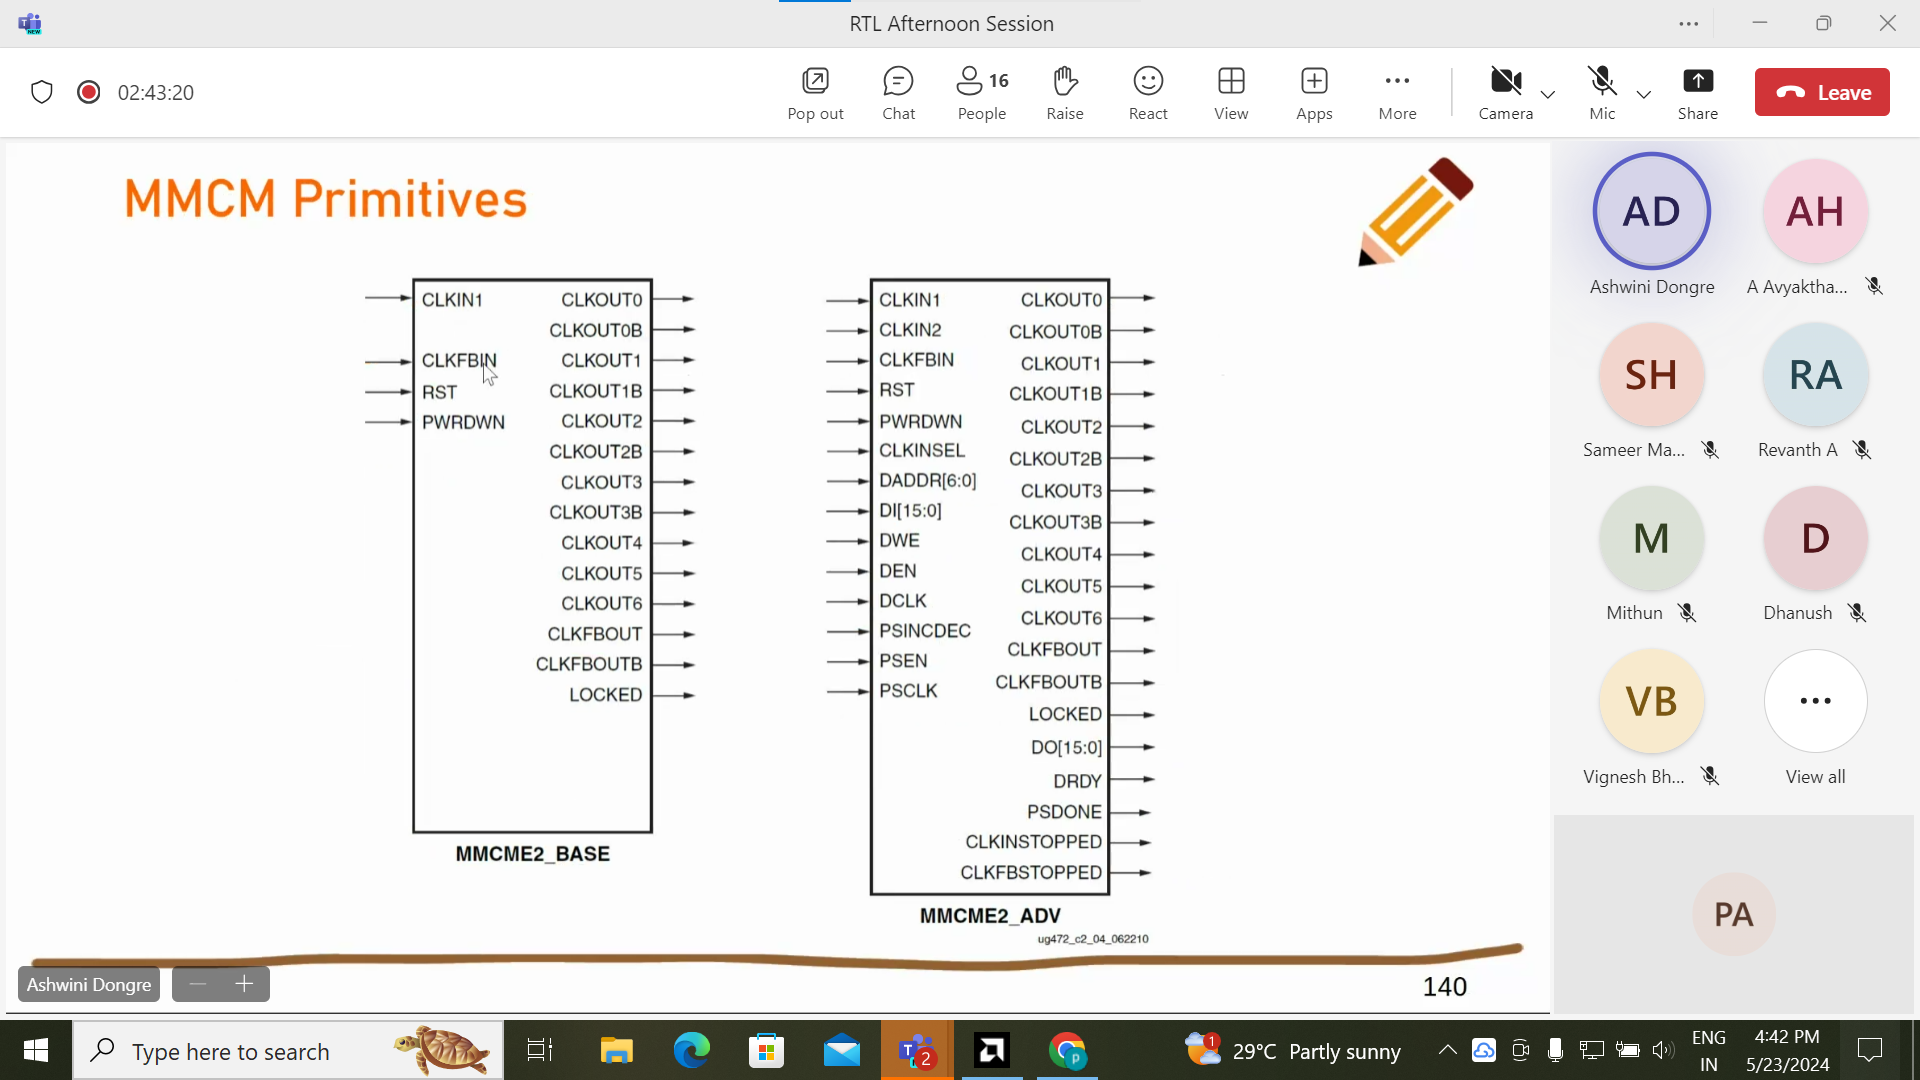 NEW
RTL Afternoon Session
02:43:20
Pop out
Chat
16
People
Raise
React
View
Apps
More
Camera
Mic
Share
Leave
MMCM Primitives
CLKIN1
CLKFBIN
RST
PWRDWN
CLKOUT0
CLKOUT0B
CLKOUT1
CLKOUT1B
CLKOUT2
CLKOUT2B
CLKOUT3
CLKOUT3B
CLKOUT4
CLKOUT5
CLKOUT6
CLKFBOUT
CLKFBOUTB
LOCKED
MMCME2_BASE
CLKIN1
CLKIN2
CLKFBIN
RST
PWRDWN
CLKINSEL
DADDR[6:0]
DI[15:0]
DWE
DEN
DCLK
PSINCDEC
PSEN
PSCLK
CLKOUT0
CLKOUT0B
CLKOUT1
CLKOUT1B
CLKOUT2
CLKOUT2B
CLKOUT3
CLKOUT3B
CLKOUT4
CLKOUT5
CLKOUT6
CLKFBOUT
CLKFBOUTB
LOCKED
DO[15:0]
DRDY
PSDONE
CLKINSTOPPED
CLKFBSTOPPED
MMCME2_ADV
ug472_c2_04_062210
140
Ashwini Dongre
AD
Ashwini Dongre
AH
A Avyaktha...
SH
Sameer Ma...
RA
Revanth A
M
Mithun
D
Dhanush
VB
Vignesh Bh...
View all
PA
Type here to search
2
p
1
29°C Partly sunny
ENG
IN
4:42 PM
5/23/2024